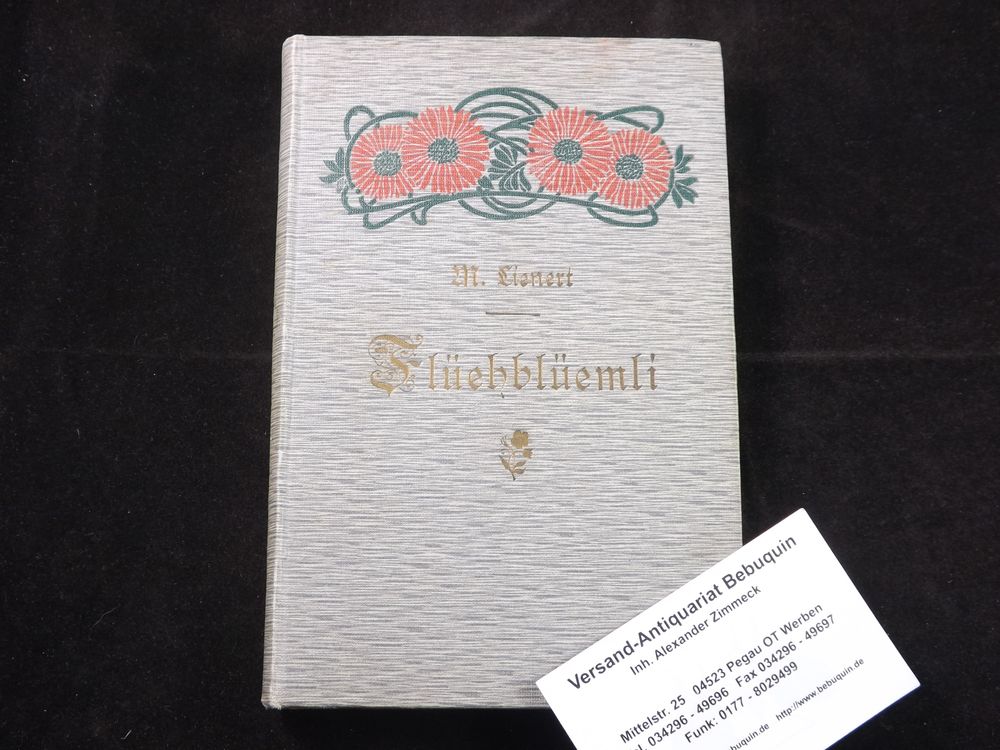 M. Lienert
Flüehblüemli
Versand-Antiquariat Bebuquin
Inh. Alexander Zimmeck
Mittelstr. 25 04523 Pegau OT Werben
034296 - 49696 Fax 034296 - 49697
Funk: 0177 - 8029499
http://www.bebuquin.de